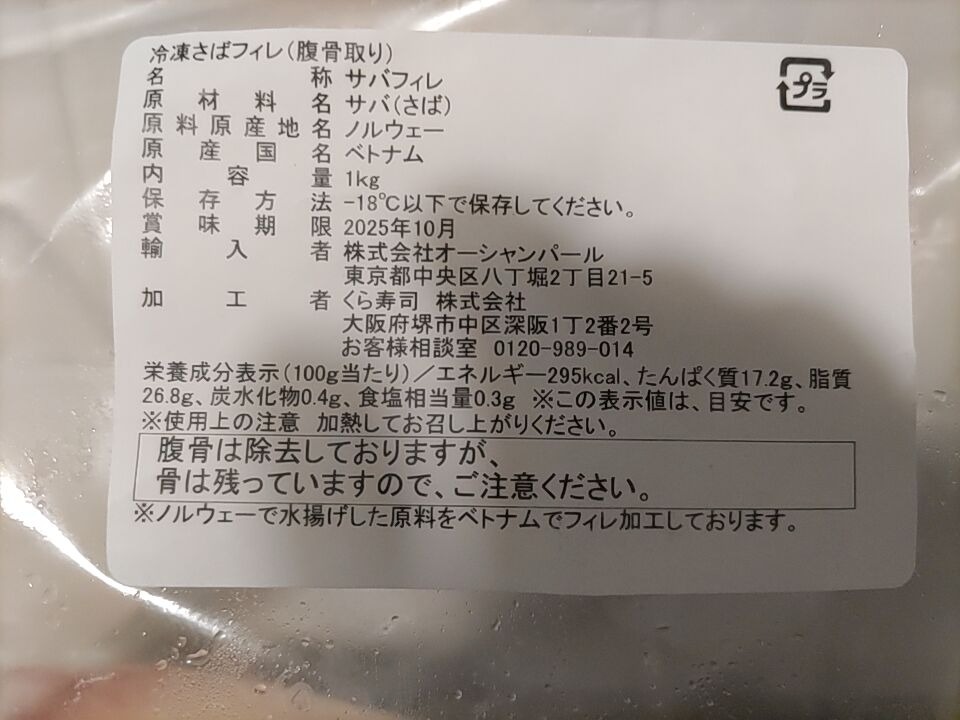 冷凍さばフィレ(腹骨取り)
プラ
名称 サバフィレ
原材料名 サバ(さば)
原料原産地名 ノルウェー
原産国名 ベトナム
内容量 1kg
保存方法 -18℃以下で保存してください。
賞味期限 2025年10月
輸入者 株式会社オーシャンパール
東京都中央区八丁堀2丁目21-5
加工者 くら寿司 株式会社
大阪府堺市中区深阪1丁2番2号
お客様相談室 0120-989-014
栄養成分表示(100g当たり)/エネルギー295kcal、たんぱく質17.2g、脂質
26.8g、炭水化物0.4g、食塩相当量0.3g ※この表示値は、目安です。
※使用上の注意 加熱してお召し上がりください。
腹骨は除去しておりますが、
骨は残っていますので、ご注意ください。
※ノルウェーで水揚げした原料をベトナムでフィレ加工しております。